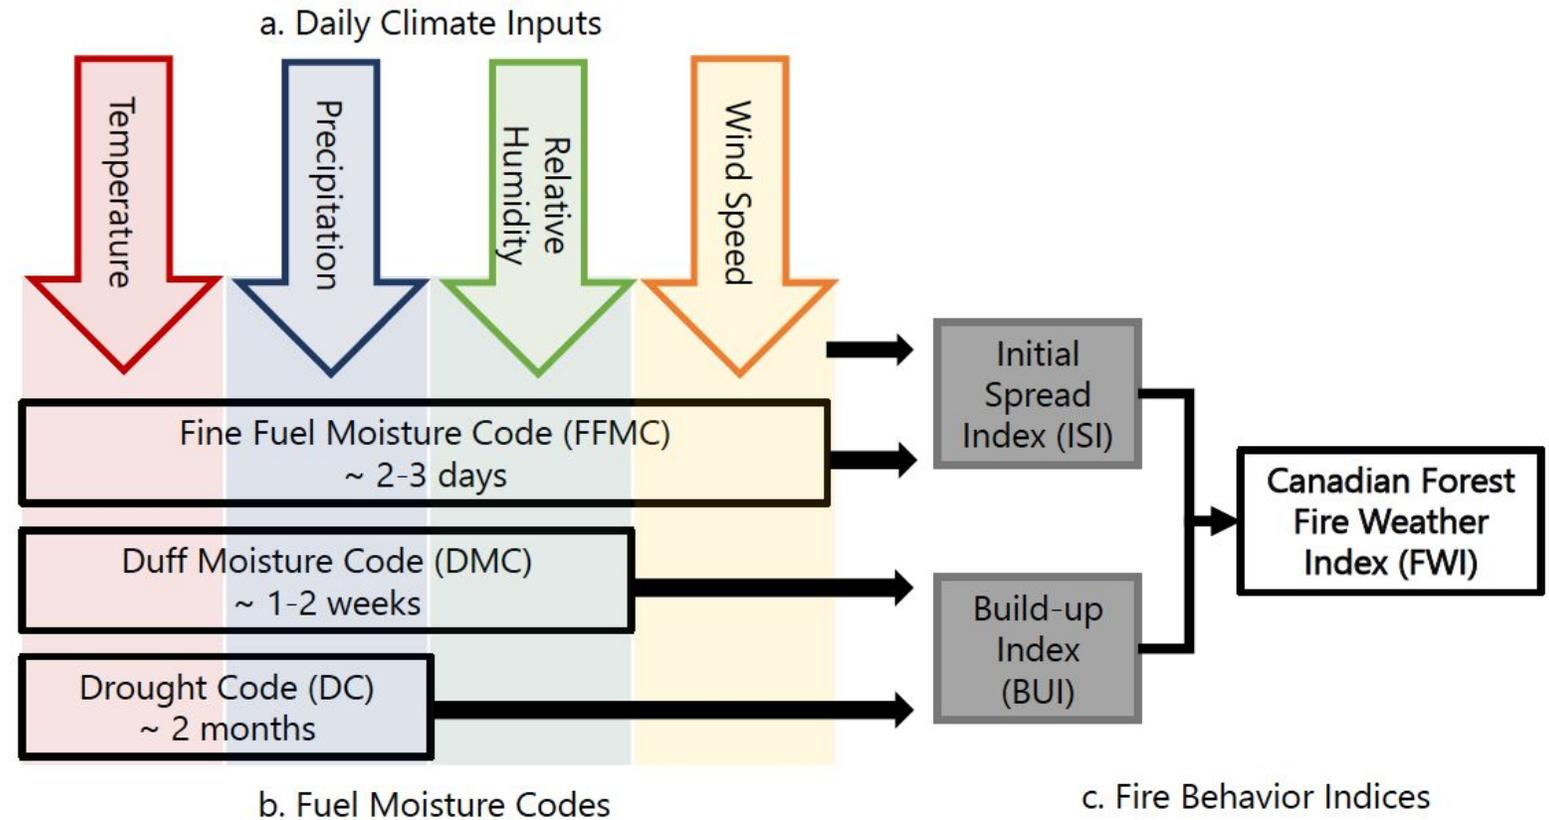 a. Daily Climate Inputs
Temperature
Precipitation
Relative
Humidity
Wind Speed
Fine Fuel Moisture Code (FFMC)
~ 2-3 days
Duff Moisture Code (DMC)
~ 1-2 weeks
Drought Code (DC)
~ 2 months
Initial
Spread
Index (ISI)
Build-up
Index
(BUI)
Canadian Forest
Fire Weather
Index (FWI)
b. Fuel Moisture Codes
c. Fire Behavior Indices